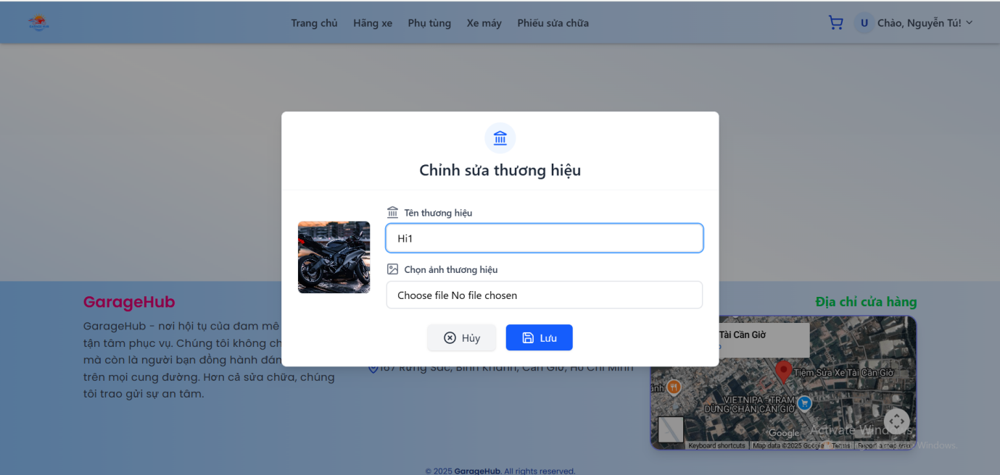 Trang chủ Hãng xe Phụ tùng Xe máy Phiếu sửa chữa
U Chào, Nguyễn Tú!
Chỉnh sửa thương hiệu
Tên thương hiệu
Hi1
Chọn ảnh thương hiệu
Choose file No file chosen
Hủy
Lưu
GarageHub
GarageHub - nơi hội tụ của đam mê
tận tâm phục vụ. Chúng tôi không ch
mà còn là người bạn đồng hành đán
trên mọi cung đường. Hơn cả sửa chữa, chúng
tôi trao gửi sự an tâm.
167 Rừng Sác, Bình Khánh, Cần Giờ, Hồ Chí Minh
Địa chỉ cửa hàng
Tài Cần Giờ
Tiệm Sửa Xe Tài Cần Giờ
ánh
VIETNIPA - TRẠM
DỪNG CHÂN CẦN GIỜ
Google
Activate Windows
Keyboard shortcuts Map data ©2025 Google Terms Report a map error
Windows.
© 2025 GarageHub. All rights reserved.